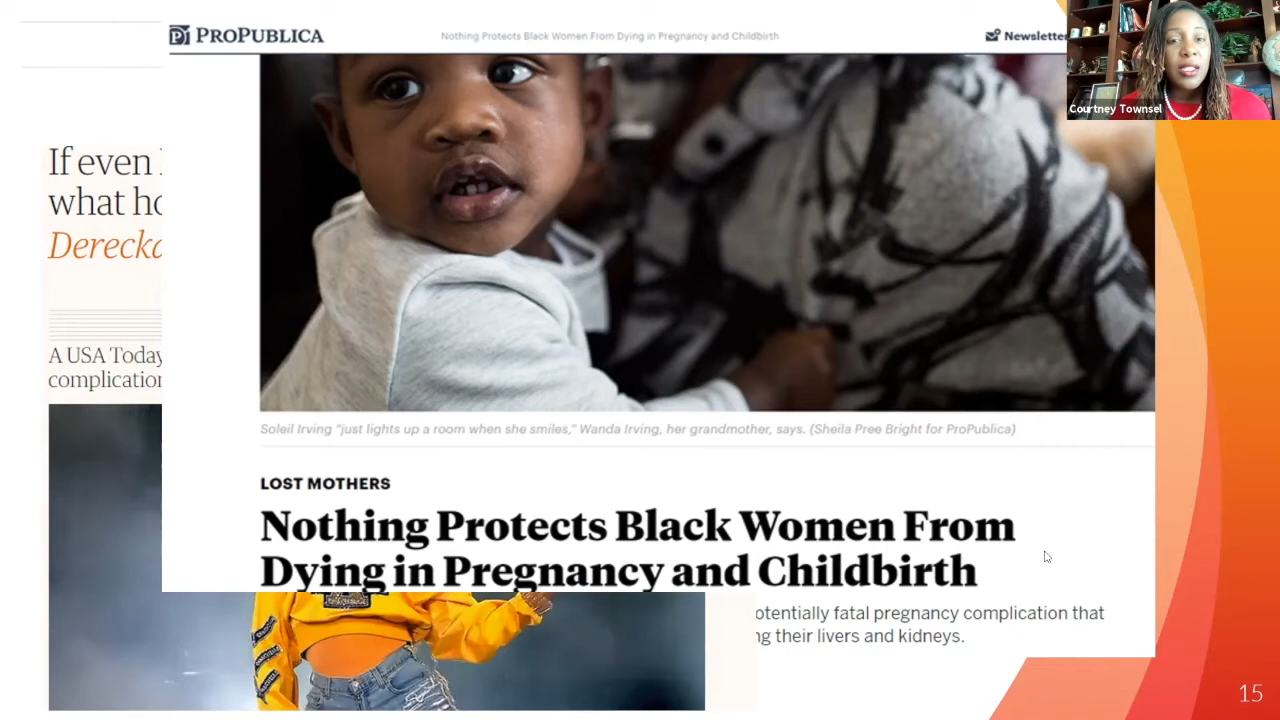 PROPUBLICA
Nothing Protects Black Women From Dying in Pregnancy and Childbirth
Newsletter
Courtney Townsel
If even
what ho
Derecka
A USA Today
complication
Soleil Irving "just lights up a room when she smiles," Wanda Irving, her grandmother, says. (Sheila Pree Bright for ProPublica)
LOST MOTHERS
Nothing Protects Black Women From
Dying in Pregnancy and Childbirth
otentially fatal pregnancy complication that
ng their livers and kidneys.
15